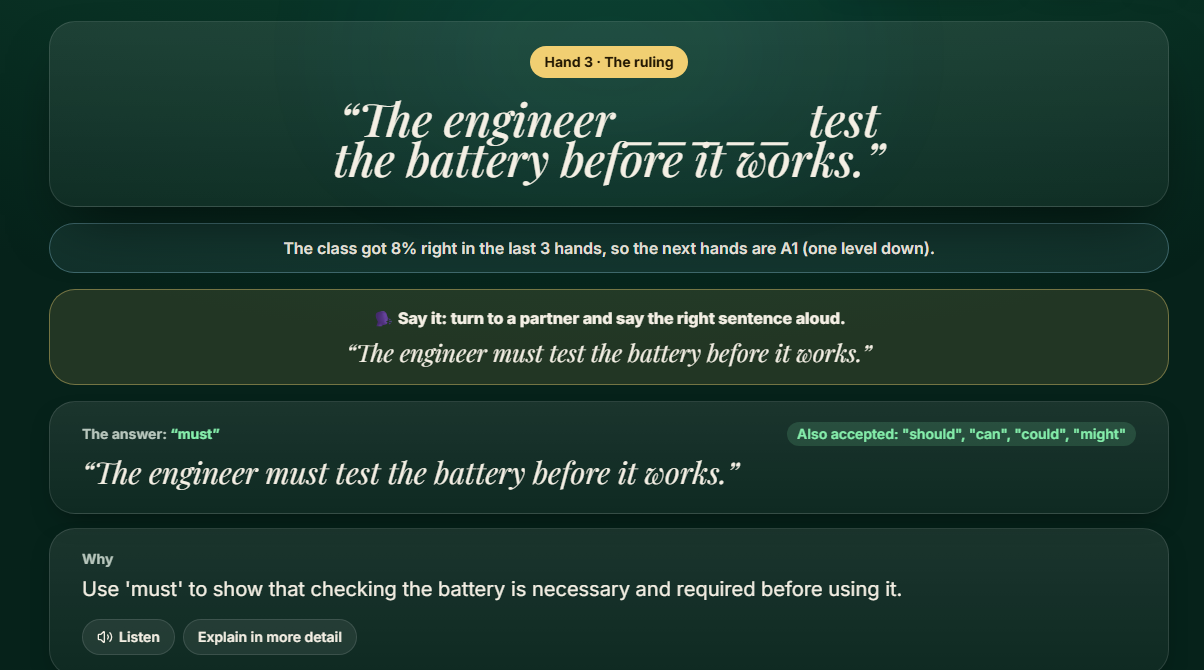 Hand 3 · The ruling
“The engineer _ _ _ _ _ test
the battery before it works.”
The class got 8% right in the last 3 hands, so the next hands are A1 (one level down).
Say it: turn to a partner and say the right sentence aloud.
“The engineer must test the battery before it works.”
The answer: “must”
Also accepted: "should", "can", "could", "might"
“The engineer must test the battery before it works.”
Why
Use 'must' to show that checking the battery is necessary and required before using it.
Listen
Explain in more detail